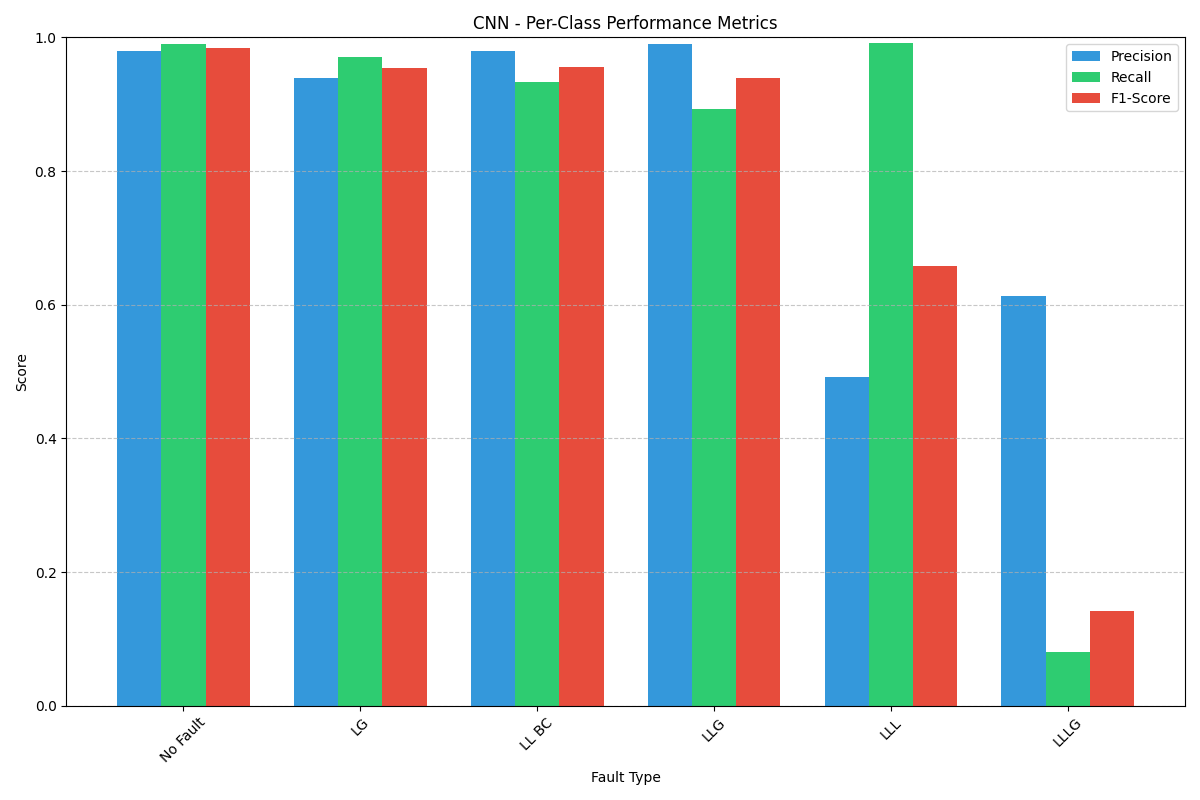 CNN - Per-Class Performance Metrics
Precision
Recall
F1-Score
1.0
0.8
0.6
0.4
0.2
0.0
Score
No Fault
LG
LL BC
LLG
LLL
LLLG
Fault Type